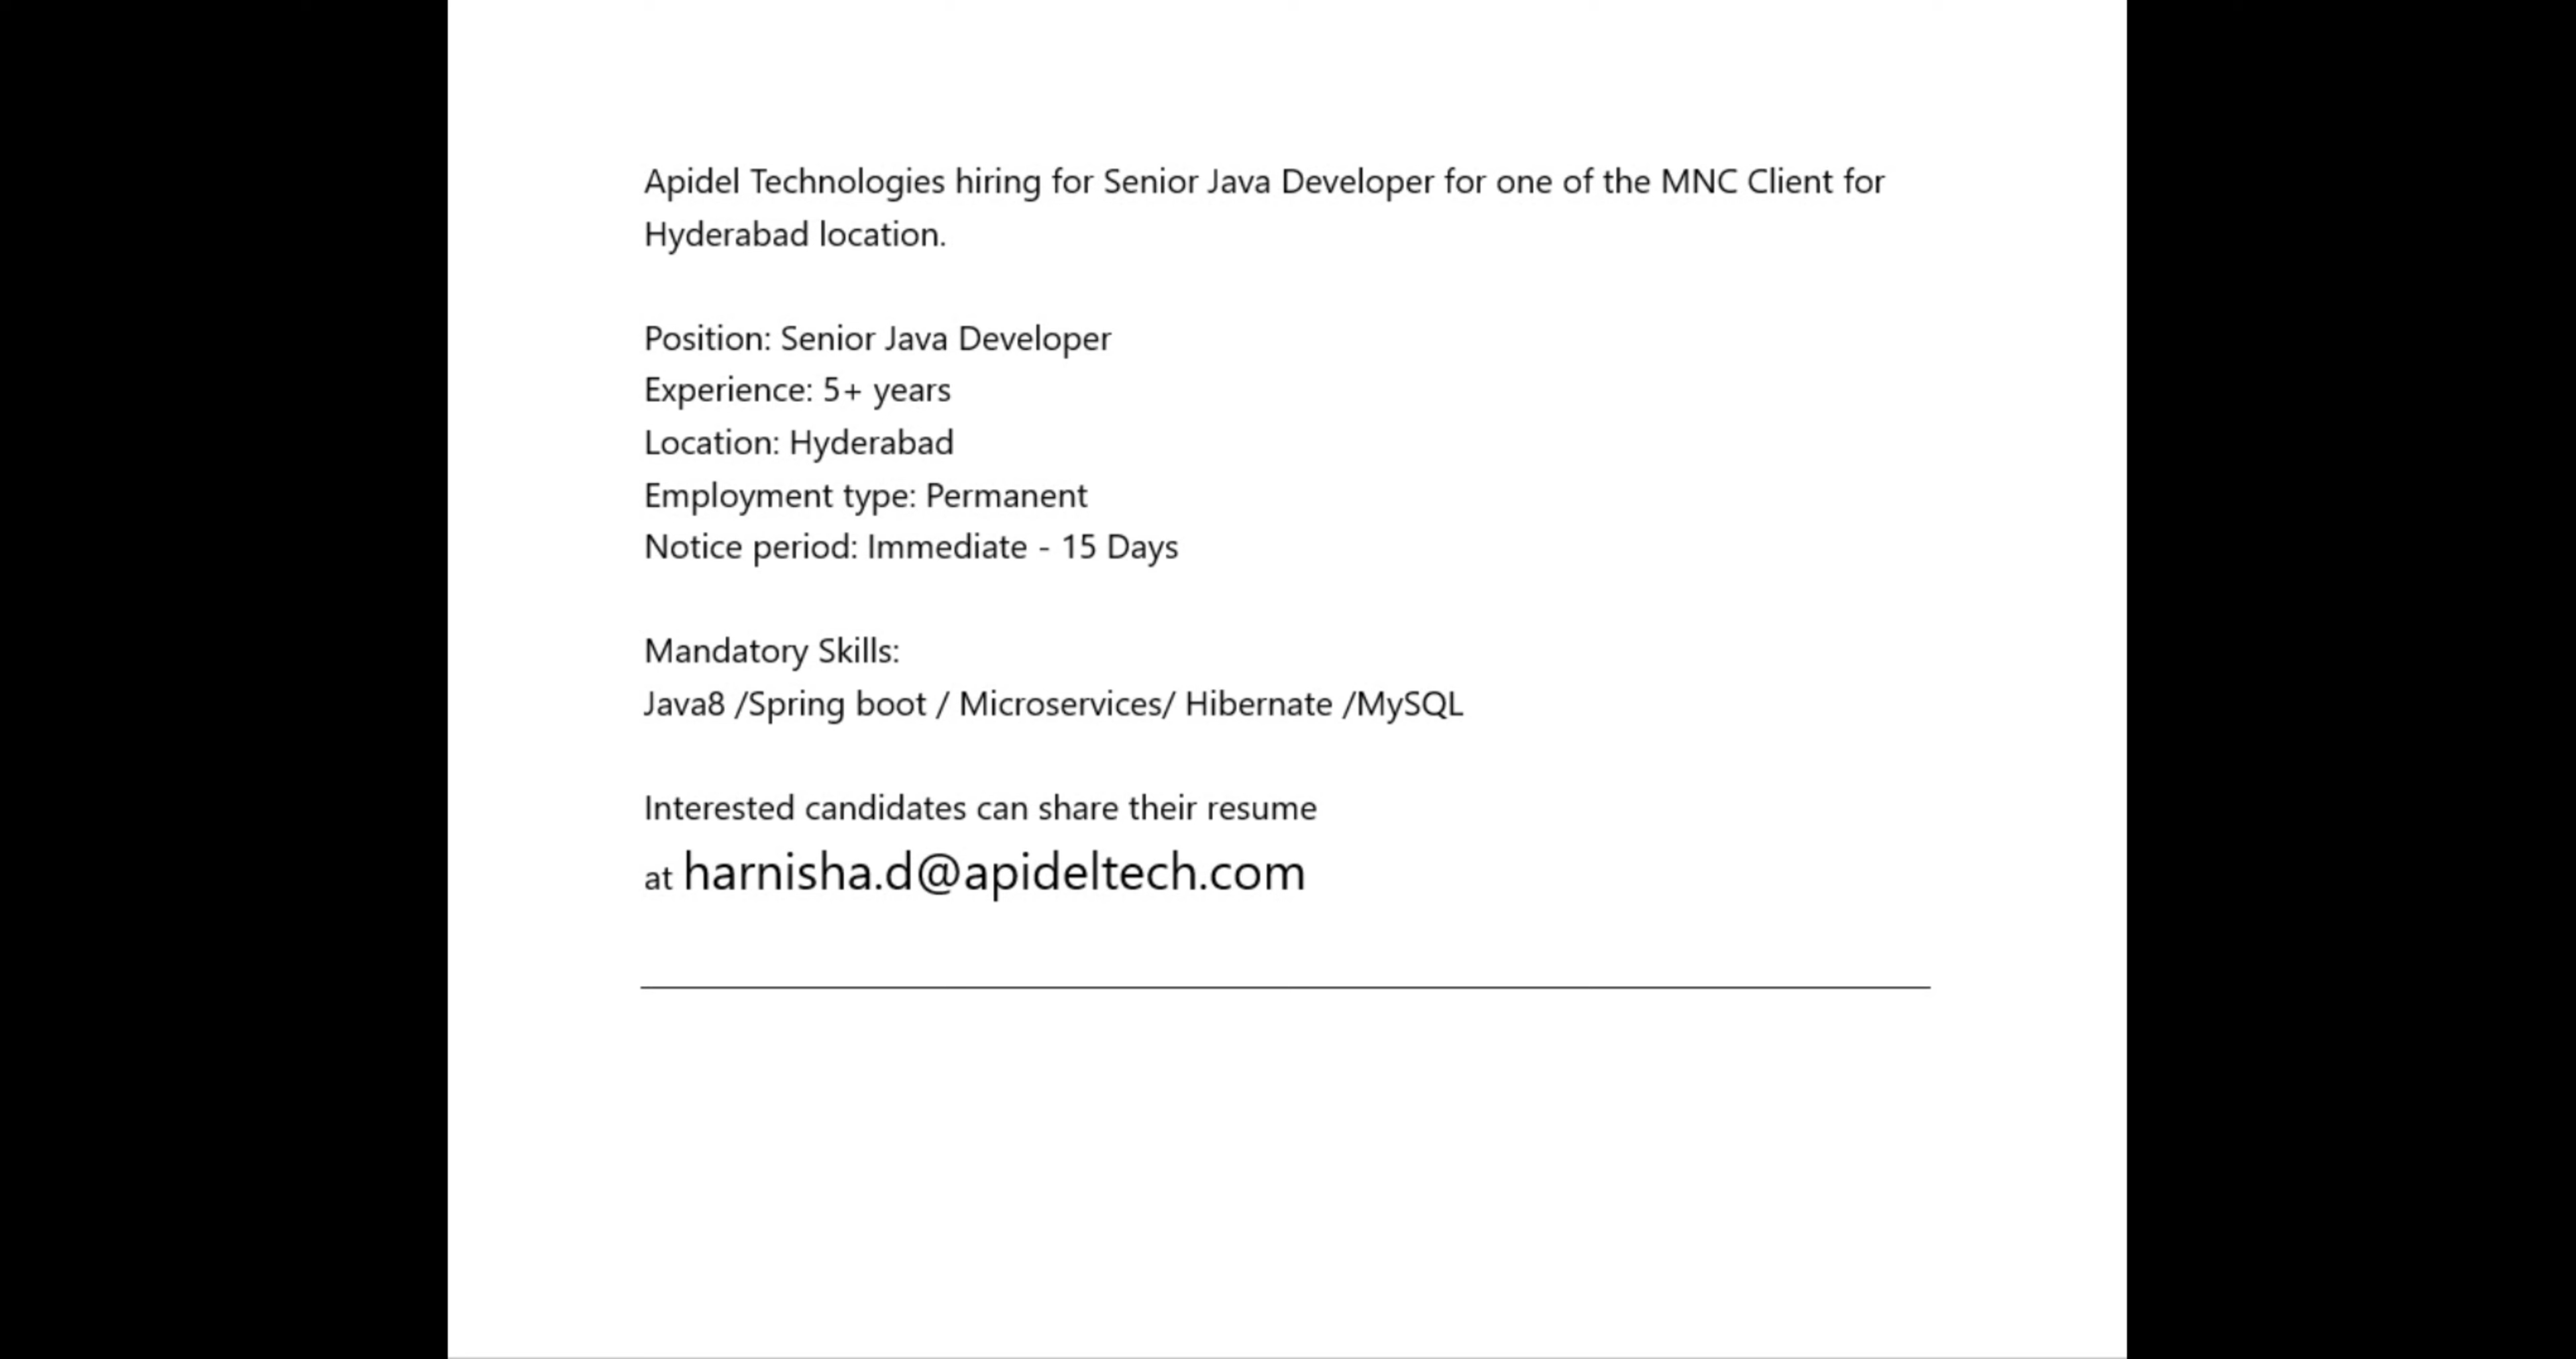 Apidel Technologies hiring for Senior Java Developer for one of the MNC Client for
Hyderabad location.
Position: Senior Java Developer
Experience: 5+ years
Location: Hyderabad
Employment type: Permanent
Notice period: Immediate - 15 Days
Mandatory Skills:
Java8 /Spring boot / Microservices/ Hibernate /MySQL
Interested candidates can share their resume
at harnisha.d@apideltech.com